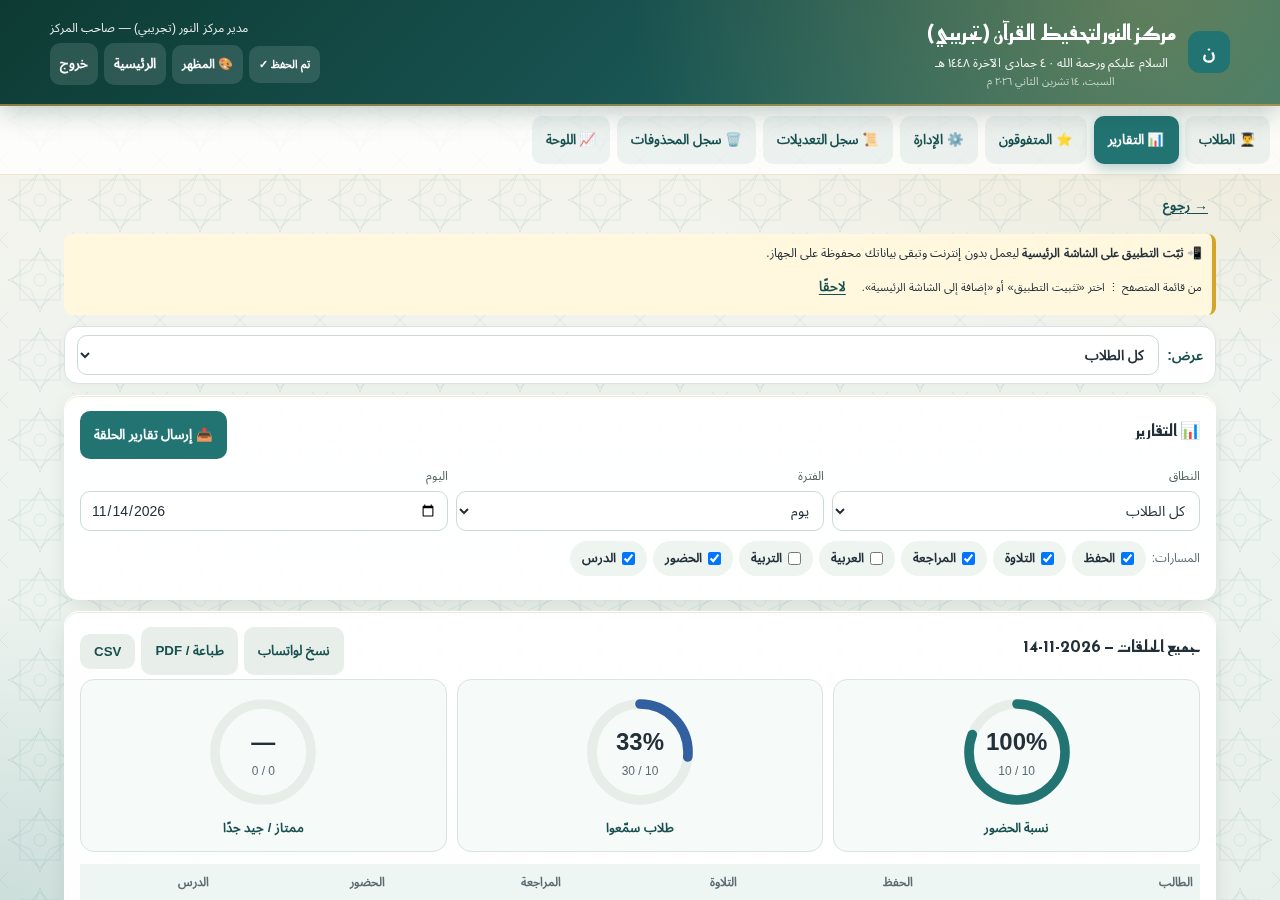 ن
مركز النور لتحفيظ القرآن (تجريبي)
السلام عليكم ورحمة الله · ٤ جمادى الآخرة ١٤٤٨ هـ
السبت، ١٤ تشرين الثاني ٢٠٢٦ م
مدير مركز النور (تجريبي) — صاحب المركز
تم الحفظ ✓
🎨 المظهر
الرئيسية
خروج
👨‍🎓 الطلاب
📊 التقارير
⭐ المتفوقون
⚙️ الإدارة
📜 سجل التعديلات
🗑️ سجل المحذوفات
📈 اللوحة
→ رجوع
📲 ثبّت التطبيق على الشاشة الرئيسية ليعمل بدون إنترنت وتبقى بياناتك محفوظة على الجهاز.
من قائمة المتصفح ⋮ اختر «تثبيت التطبيق» أو «إضافة إلى الشاشة الرئيسية». لاحقًا
عرض: كل الطلاب
📊 التقارير
📥 إرسال تقارير الحلقة
النطاق
الفترة
اليوم
كل الطلاب
يوم
11/14/2026
المسارات: الحفظ التلاوة المراجعة العربية التربية الحضور الدرس
جميع الحلقات – 2026-11-14
نسخ لواتساب
طباعة / PDF
CSV
100%
10 / 10
نسبة الحضور
33%
30 / 10
طلاب سمّعوا
—
0 / 0
ممتاز / جيد جدًا
الطالب الحفظ التلاوة المراجعة الحضور الدرس